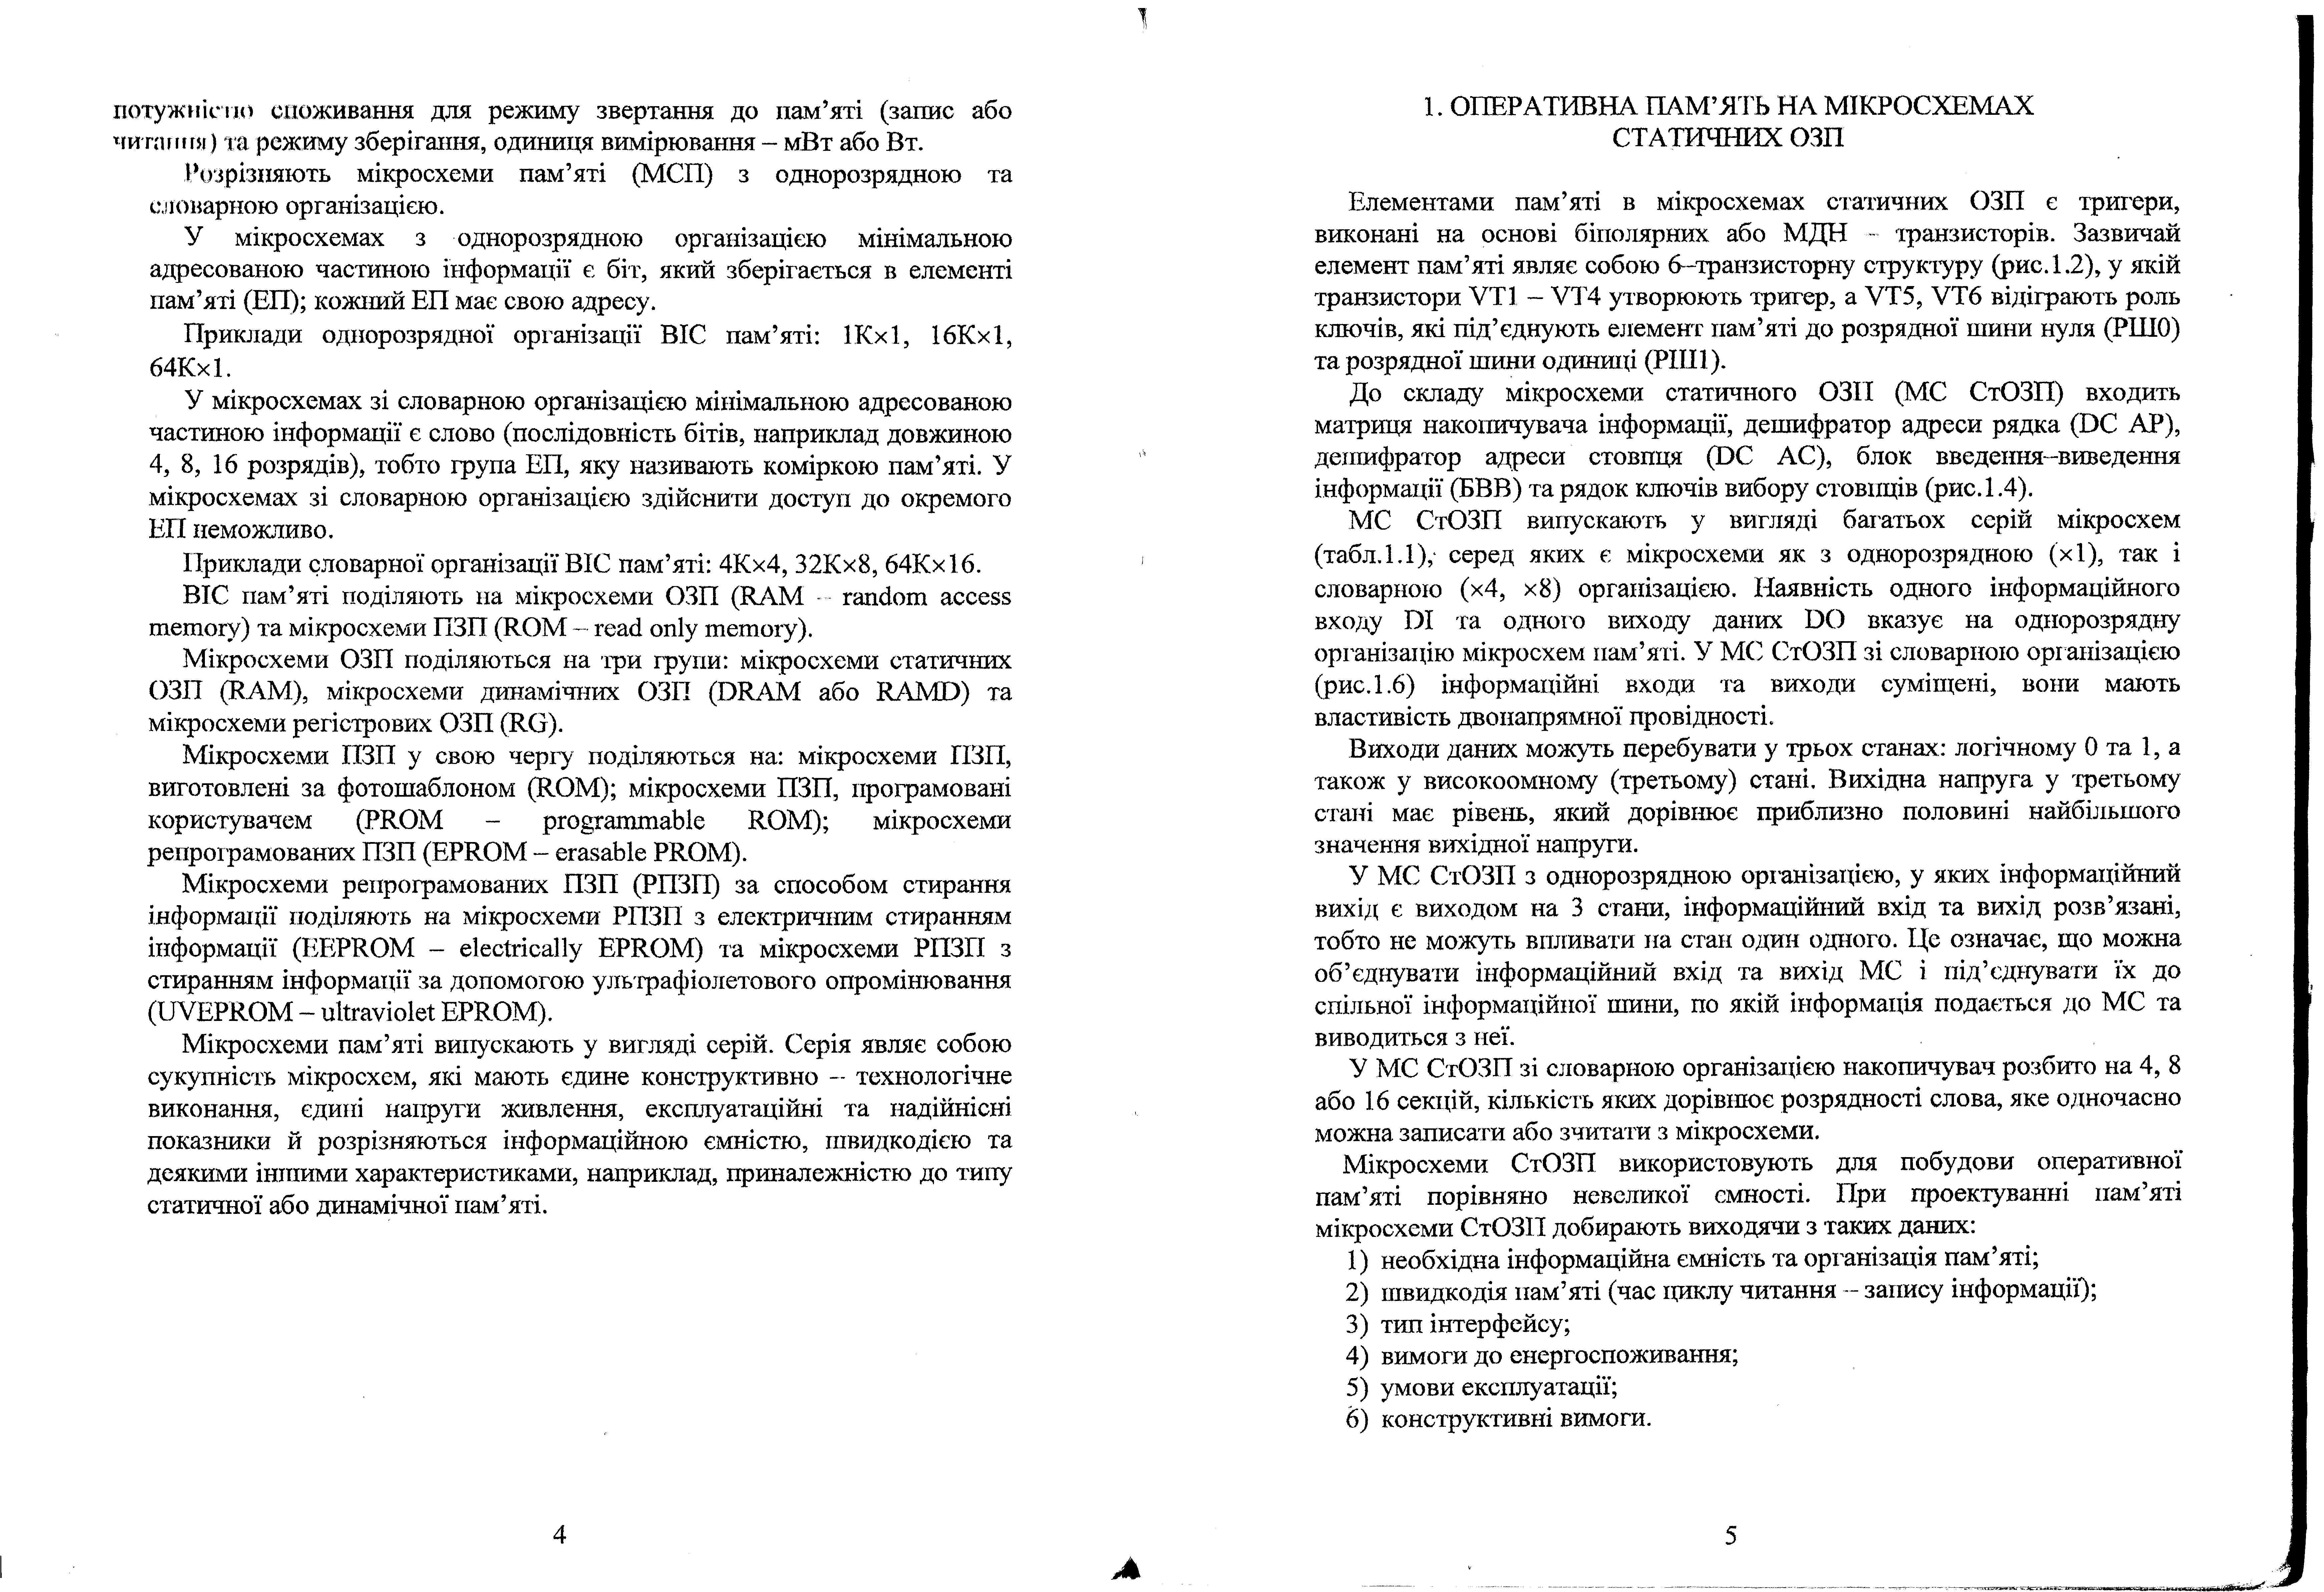 потужністю споживання для режиму звертання до пам’яті (запис або
читання) та режиму зберігання, одиниця вимірювання – мВт або Вт.
Розрізняють мікросхеми пам’яті (МСП) з однорозрядною та
словарною організацією.
У мікросхемах з однорозрядною організацією мінімальною
адресованою частиною інформації є біт, який зберігається в елементі
пам’яті (ЕП); кожний ЕП має свою адресу.
Приклади однорозрядної організації ВІС пам’яті: 1Кх1, 16Кх1,
64Кх1.
У мікросхемах зі словарною організацією мінімальною адресованою
частиною інформації є слово (послідовність бітів, наприклад довжиною
4, 8, 16 розрядів), тобто група ЕП, яку називають коміркою пам’яті. У
мікросхемах зі словарною організацією здійснити доступ до окремого
ЕП неможливо.
Приклади словарної організації ВІС пам’яті: 4Кх4, 32Кх8, 64Кх16.
ВІС пам’яті поділяють на мікросхеми ОЗП (RAM – random access
memory) та мікросхеми ПЗП (ROM – read only memory).
Мікросхеми ОЗП поділяються на три групи: мікросхеми статичних
ОЗП (RAM), мікросхеми динамічних ОЗП (DRAM або RAMD) та
мікросхеми регістрових ОЗП (RG).
Мікросхеми ПЗП у свою чергу поділяються на: мікросхеми ПЗП,
виготовлені за фотошаблоном (ROM); мікросхеми ПЗП, програмовані
користувачем (PROM – programmable ROM); мікросхеми
репрограмованих ПЗП (EPROM – erasable PROM).
Мікросхеми репрограмованих ПЗП (РПЗП) за способом стирання
інформації поділяють на мікросхеми РПЗП з електричним стиранням
інформації (EEPROM – electrically EPROM) та мікросхеми РПЗП з
стиранням інформації за допомогою ультрафіолетового опромінювання
(UVEPROM – ultraviolet EPROM).
Мікросхеми пам’яті випускають у вигляді серій. Серія являє собою
сукупність мікросхем, які мають єдине конструктивно – технологічне
виконання, єдині напруги живлення, експлуатаційні та надійнісні
показники й розрізняються інформаційною ємністю, швидкодією та
деякими іншими характеристиками, наприклад, приналежністю до типу
статичної або динамічної пам’яті.
4
1. ОПЕРАТИВНА ПАМ’ЯТЬ НА МІКРОСХЕМАХ
СТАТИЧНИХ ОЗП
Елементами пам’яті в мікросхемах статичних ОЗП є тригери,
виконані на основі біполярних або МДН – транзисторів. Зазвичай
елемент пам’яті являє собою 6–транзисторну структуру (рис.1.2), у якій
транзистори VT1 – VT4 утворюють тригер, а VT5, VT6 відіграють роль
ключів, які під’єднують елемент пам’яті до розрядної шини нуля (РШ0)
та розрядної шини одиниці (РШ1).
До складу мікросхеми статичного ОЗП (МС СтОЗП) входить
матриця накопичувача інформації, дешифратор адреси рядка (DC АР),
дешифратор адреси стовпця (DC АС), блок введення–виведення
інформації (БВВ) та рядок ключів вибору стовпців (рис.1.4).
МС СтОЗП випускають у вигляді багатьох серій мікросхем
(табл.1.1), серед яких є мікросхеми як з однорозрядною (х1), так і
словарною (х4, х8) організацією. Наявність одного інформаційного
входу DI та одного виходу даних DO вказує на однорозрядну
організацію мікросхем пам’яті. У МС СтОЗП зі словарною організацією
(рис.1.6) інформаційні входи та виходи суміщені, вони мають
властивість двонапрямної провідності.
Виходи даних можуть перебувати у трьох станах: логічному 0 та 1, а
також у високоомному (третьому) стані. Вихідна напруга у третьому
стані має рівень, який дорівнює приблизно половині найбільшого
значення вихідної напруги.
У МС СтОЗП з однорозрядною організацією, у яких інформаційний
вихід є виходом на 3 стани, інформаційний вхід та вихід розв’язані,
тобто не можуть впливати на стан один одного. Це означає, що можна
об’єднувати інформаційний вхід та вихід МС і під’єднувати їх до
спільної інформаційної шини, по якій інформація подається до МС та
виводиться з неї.
У МС СтОЗП зі словарною організацією накопичувач розбито на 4, 8
або 16 секцій, кількість яких дорівнює розрядності слова, яке одночасно
можна записати або зчитати з мікросхеми.
Мікросхеми СтОЗП використовують для побудови оперативної
пам’яті порівняно невеликої ємності. При проектуванні пам’яті
мікросхеми СтОЗП добирають виходячи з таких даних:
1) необхідна інформаційна ємність та організація пам’яті;
2) швидкодія пам’яті (час циклу читання – запису інформації);
3) тип інтерфейсу;
4) вимоги до енергоспоживання;
5) умови експлуатації;
6) конструктивні вимоги.
5